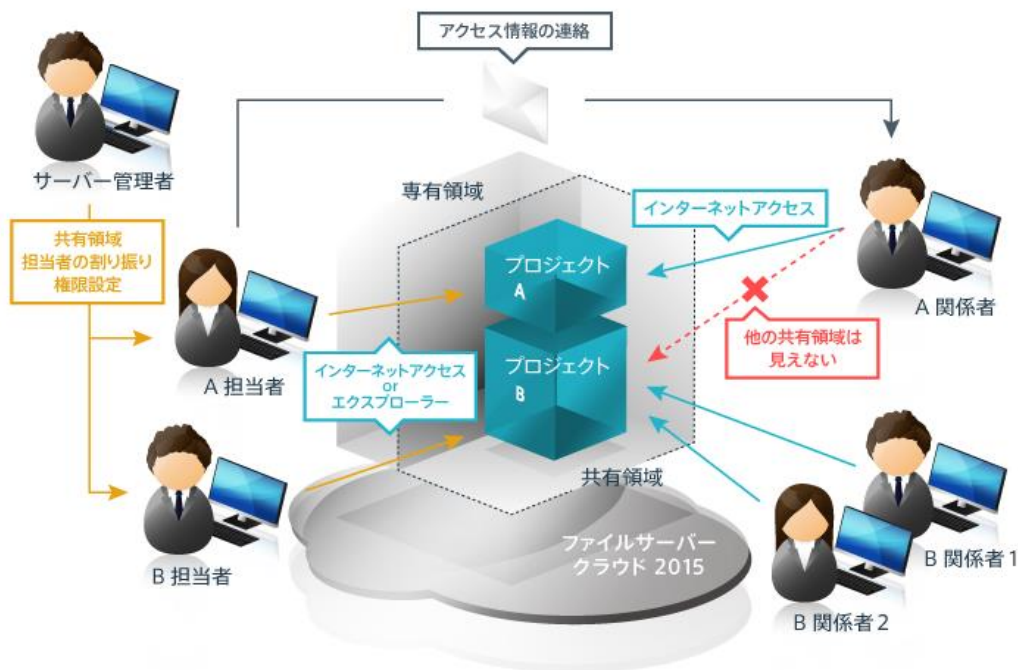 アクセス情報の連絡
サーバー管理者
専有領域
インターネットアクセス
共有領域
担当者の割り振り
権限設定
プロジェクト
A
A 関係者
他の共有領域は
見えない
A 担当者
インターネットアクセス
or
エクスプローラー
プロジェクト
B
共有領域
ファイルサーバー
クラウド 2015
B 担当者
B 関係者1
B 関係者2